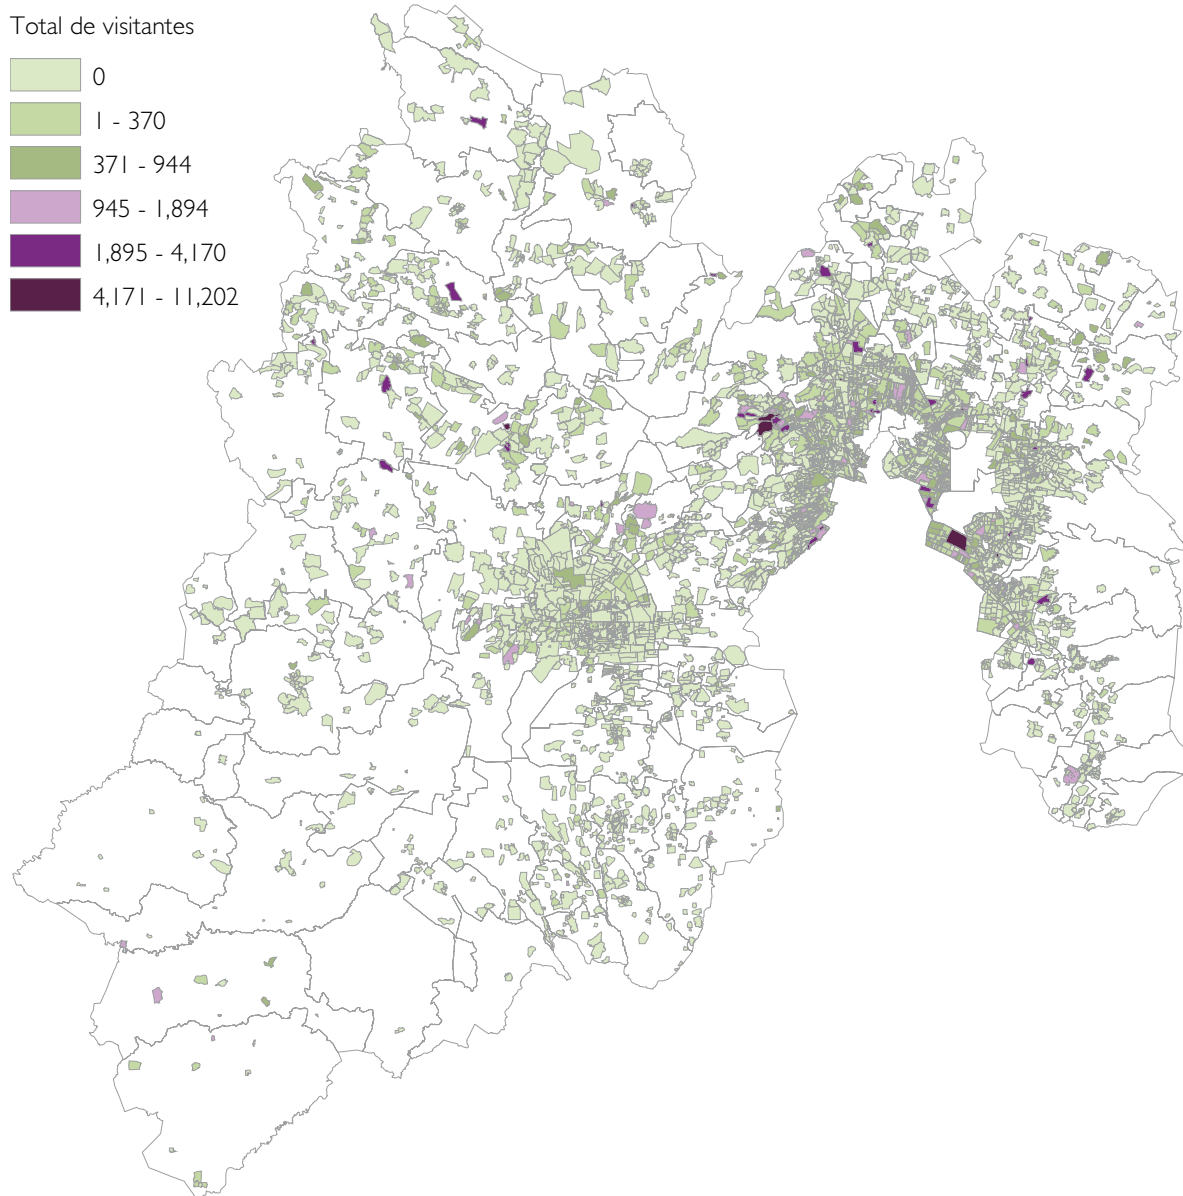 Total de visitantes
0
1 - 370
371 - 944
945 - 1,894
1,895 - 4,170
4,171 - 11,202